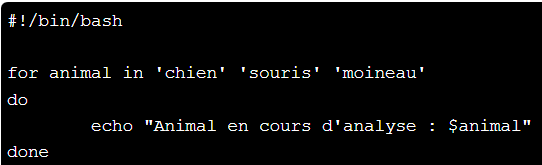 #!/bin/bash
for animal in 'chien' 'souris' 'moineau'
do
echo "Animal en cours d'analyse : $animal"
done